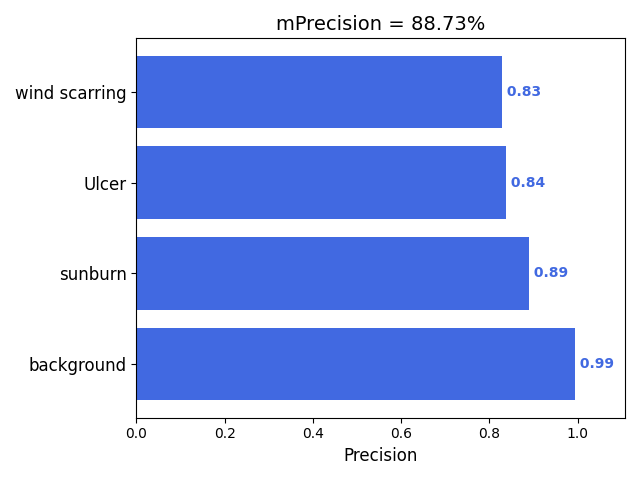 mPrecision = 88.73%
wind scarring
0.83
Ulcer
0.84
sunburn
0.89
background
0.99
0.0 0.2 0.4 0.6 0.8 1.0
Precision